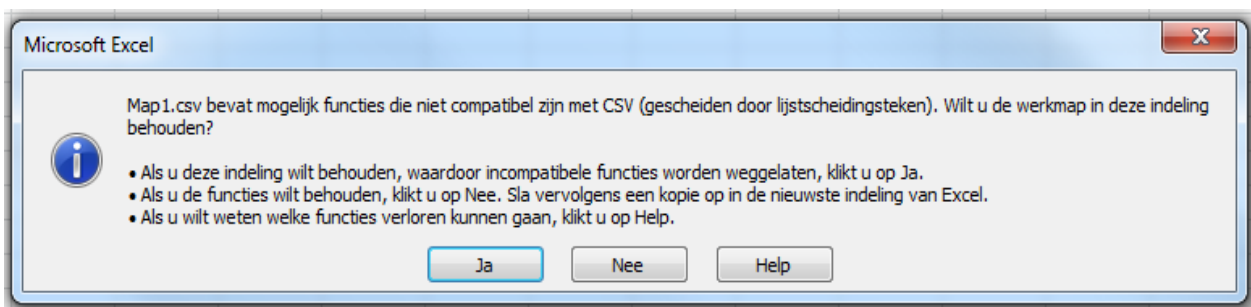 Microsoft Excel
Map1.csv bevat mogelijk functies die niet compatibel zijn met CSV (gescheiden door lijstscheidingsteken). Wilt u de werkmap in deze indeling
behouden?
• Als u deze indeling wilt behouden, waardoor incompatibele functies worden weggelaten, klikt u op Ja.
• Als u de functies wilt behouden, klikt u op Nee. Sla vervolgens een kopie op in de nieuwste indeling van Excel.
• Als u wilt weten welke functies verloren kunnen gaan, klikt u op Help.
Ja Nee Help